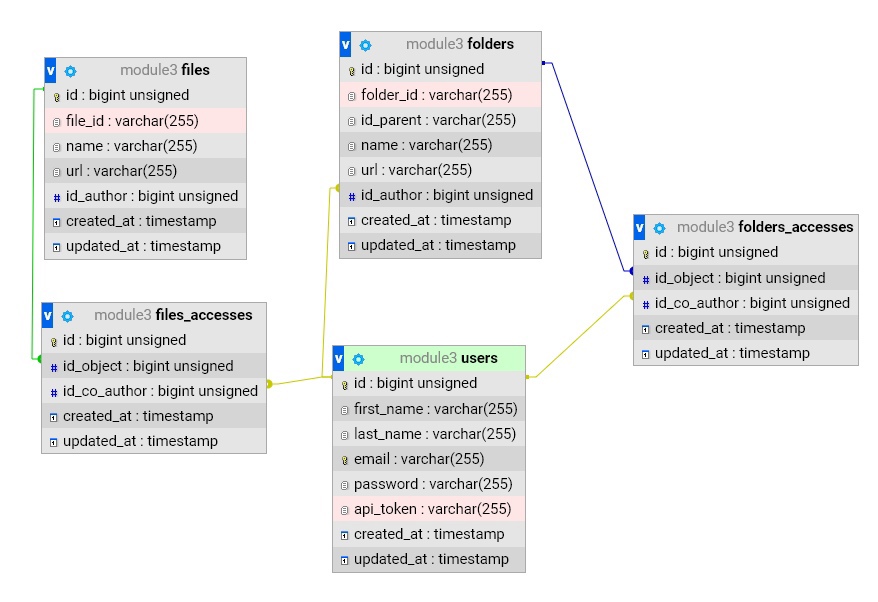 v module3 files
id : bigint unsigned
file_id : varchar(255)
name : varchar(255)
url : varchar(255)
# id_author : bigint unsigned
created_at : timestamp
updated_at : timestamp
v module3 folders
id : bigint unsigned
folder_id : varchar(255)
id_parent : varchar(255)
name : varchar(255)
url : varchar(255)
# id_author : bigint unsigned
created_at : timestamp
updated_at : timestamp
v module3 folders_accesses
id : bigint unsigned
# id_object : bigint unsigned
# id_co_author : bigint unsigned
created_at : timestamp
updated_at : timestamp
v module3 files_accesses
id : bigint unsigned
# id_object : bigint unsigned
# id_co_author : bigint unsigned
created_at : timestamp
updated_at : timestamp
v module3 users
id : bigint unsigned
first_name : varchar(255)
last_name : varchar(255)
email : varchar(255)
password : varchar(255)
api_token : varchar(255)
created_at : timestamp
updated_at : timestamp